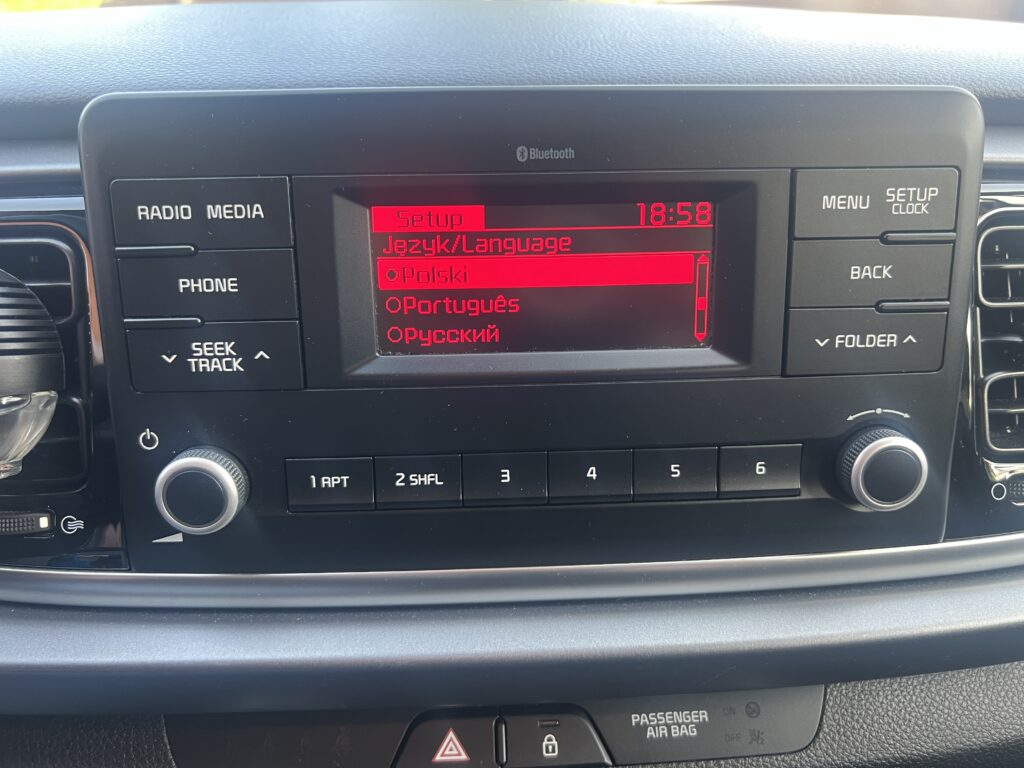 Bluetooth
RADIO MEDIA
PHONE
SEEK
TRACK
Setup 18:58
Język/Language
Polski
Português
Русский
MENU SETUP
CLOCK
BACK
FOLDER
1 RPT 2 SHFL 3 4 5 6
PASSENGER
AIR BAG
ON
OFF